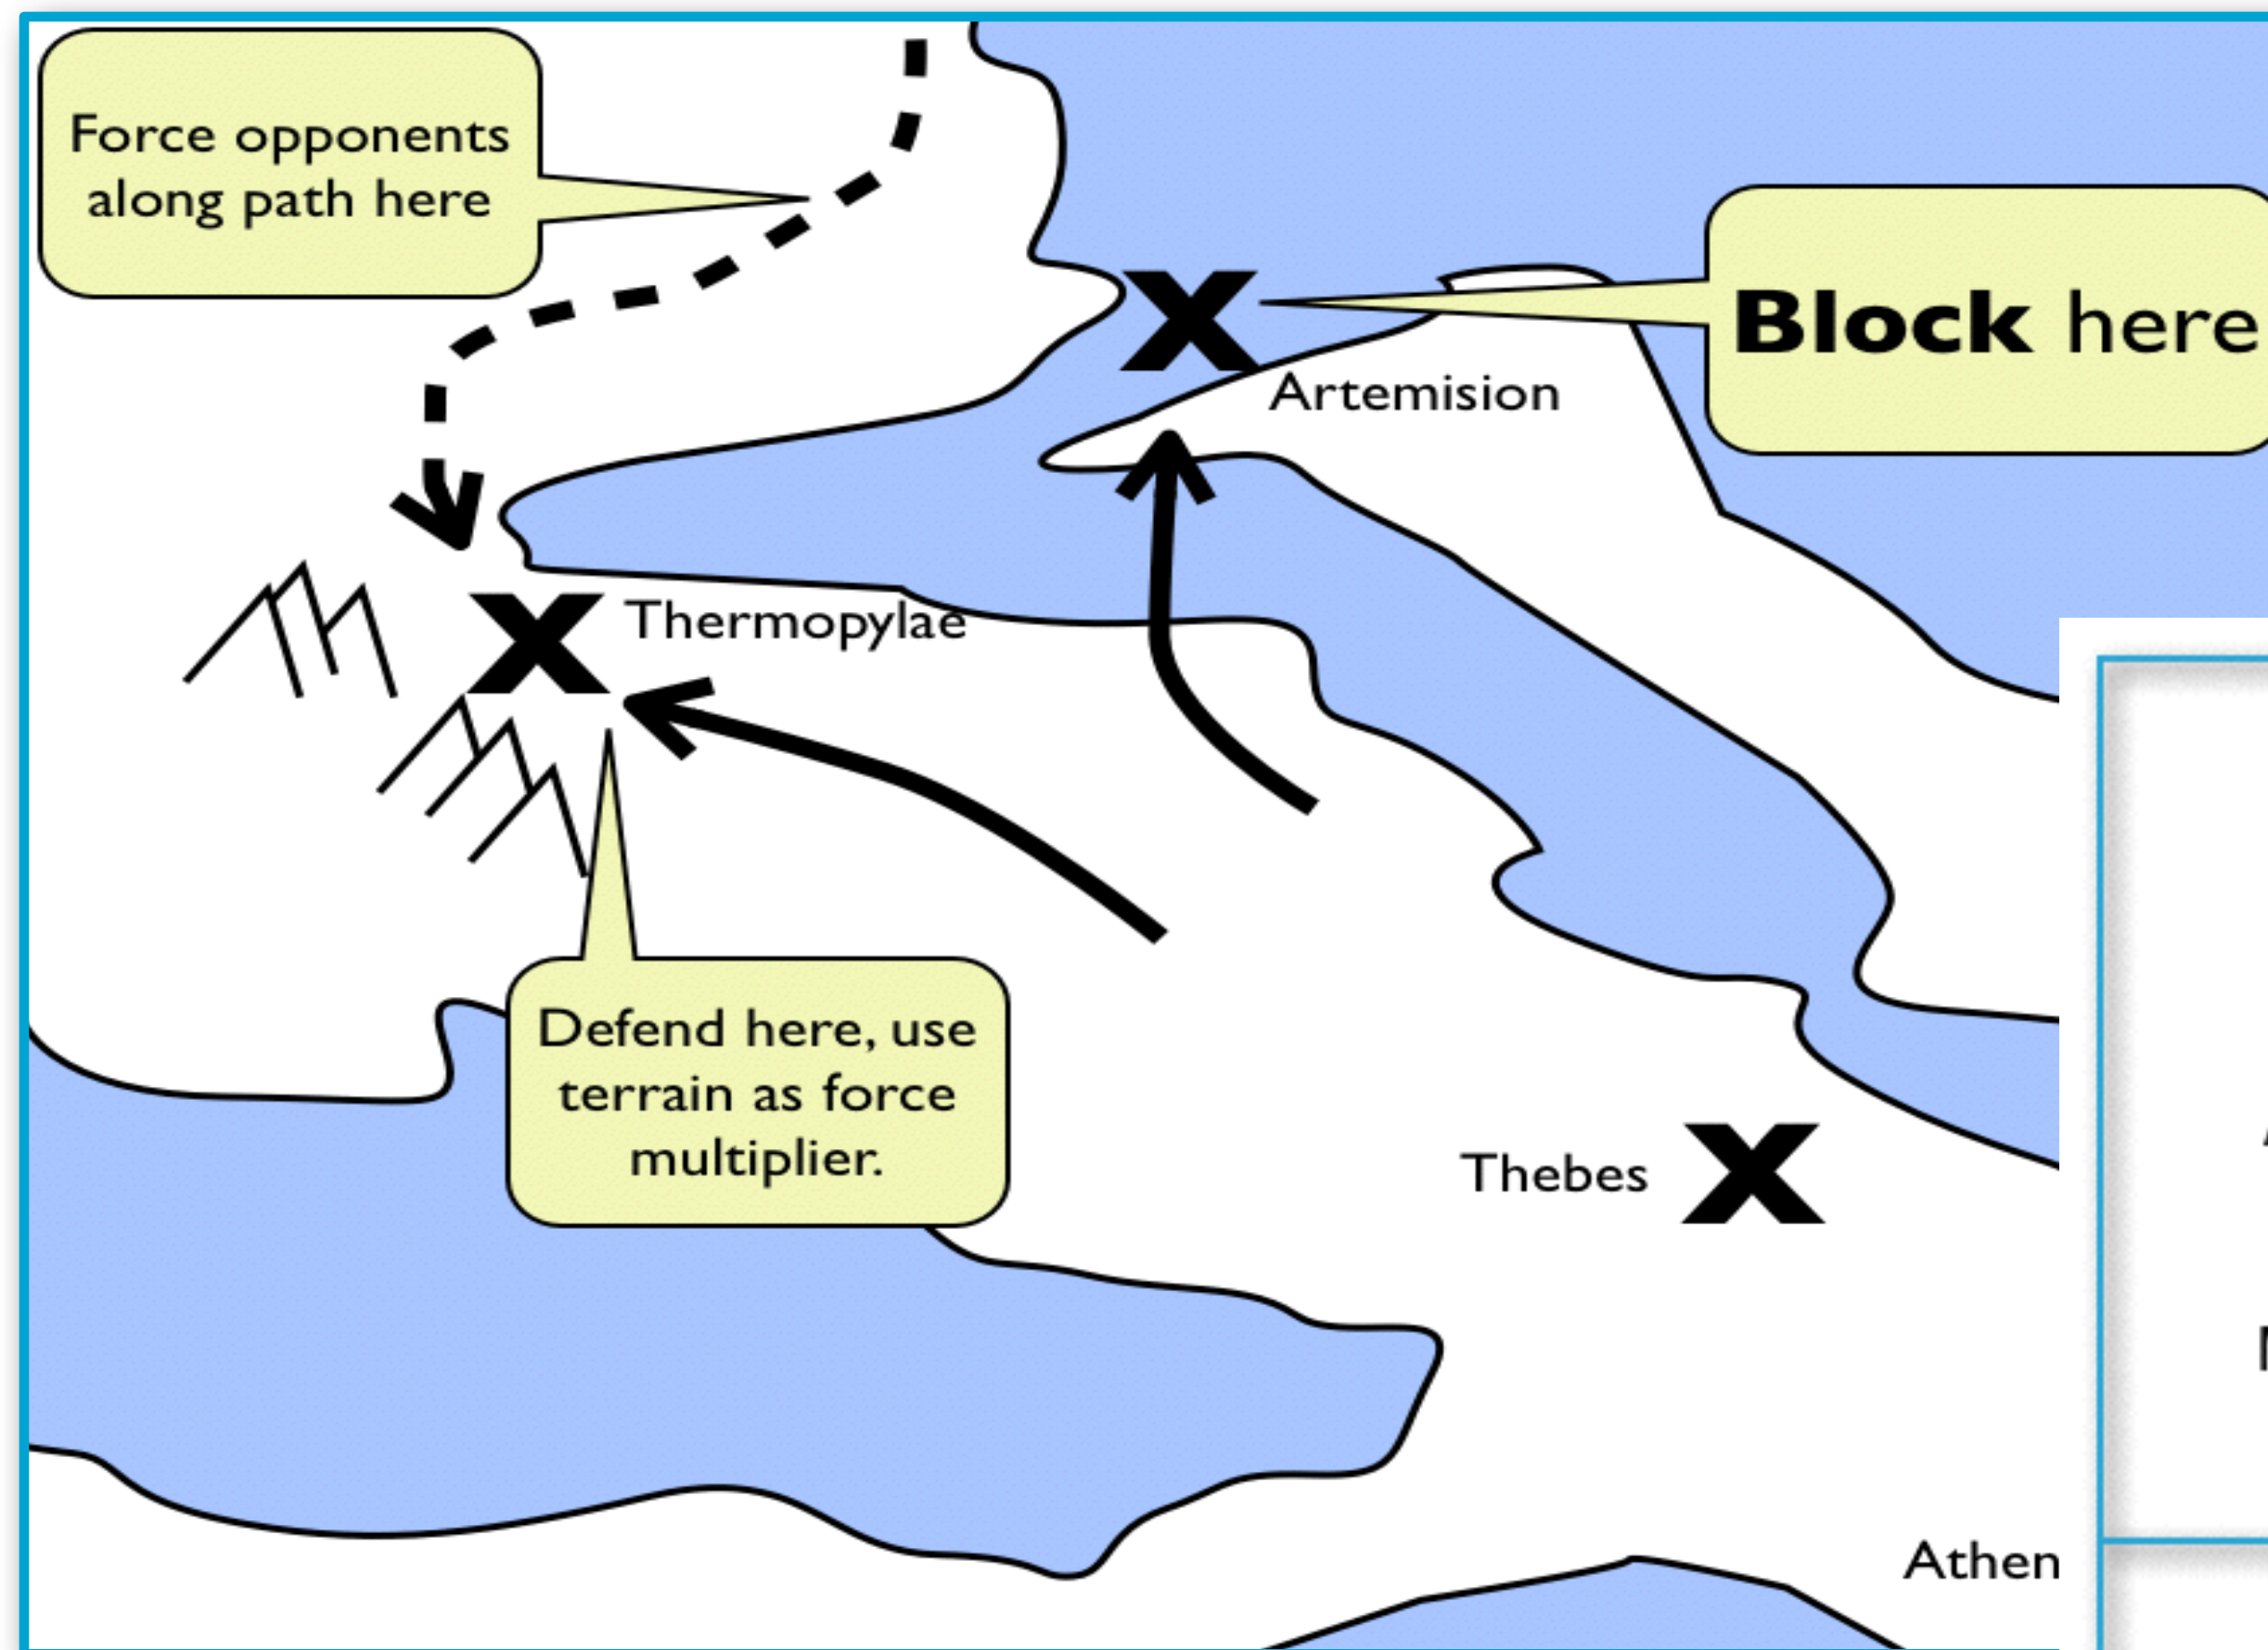 Force opponents
along path here
Block here
Artemision
Thermopylae
Defend here, use
terrain as force
multiplier.
Thebes
Athen